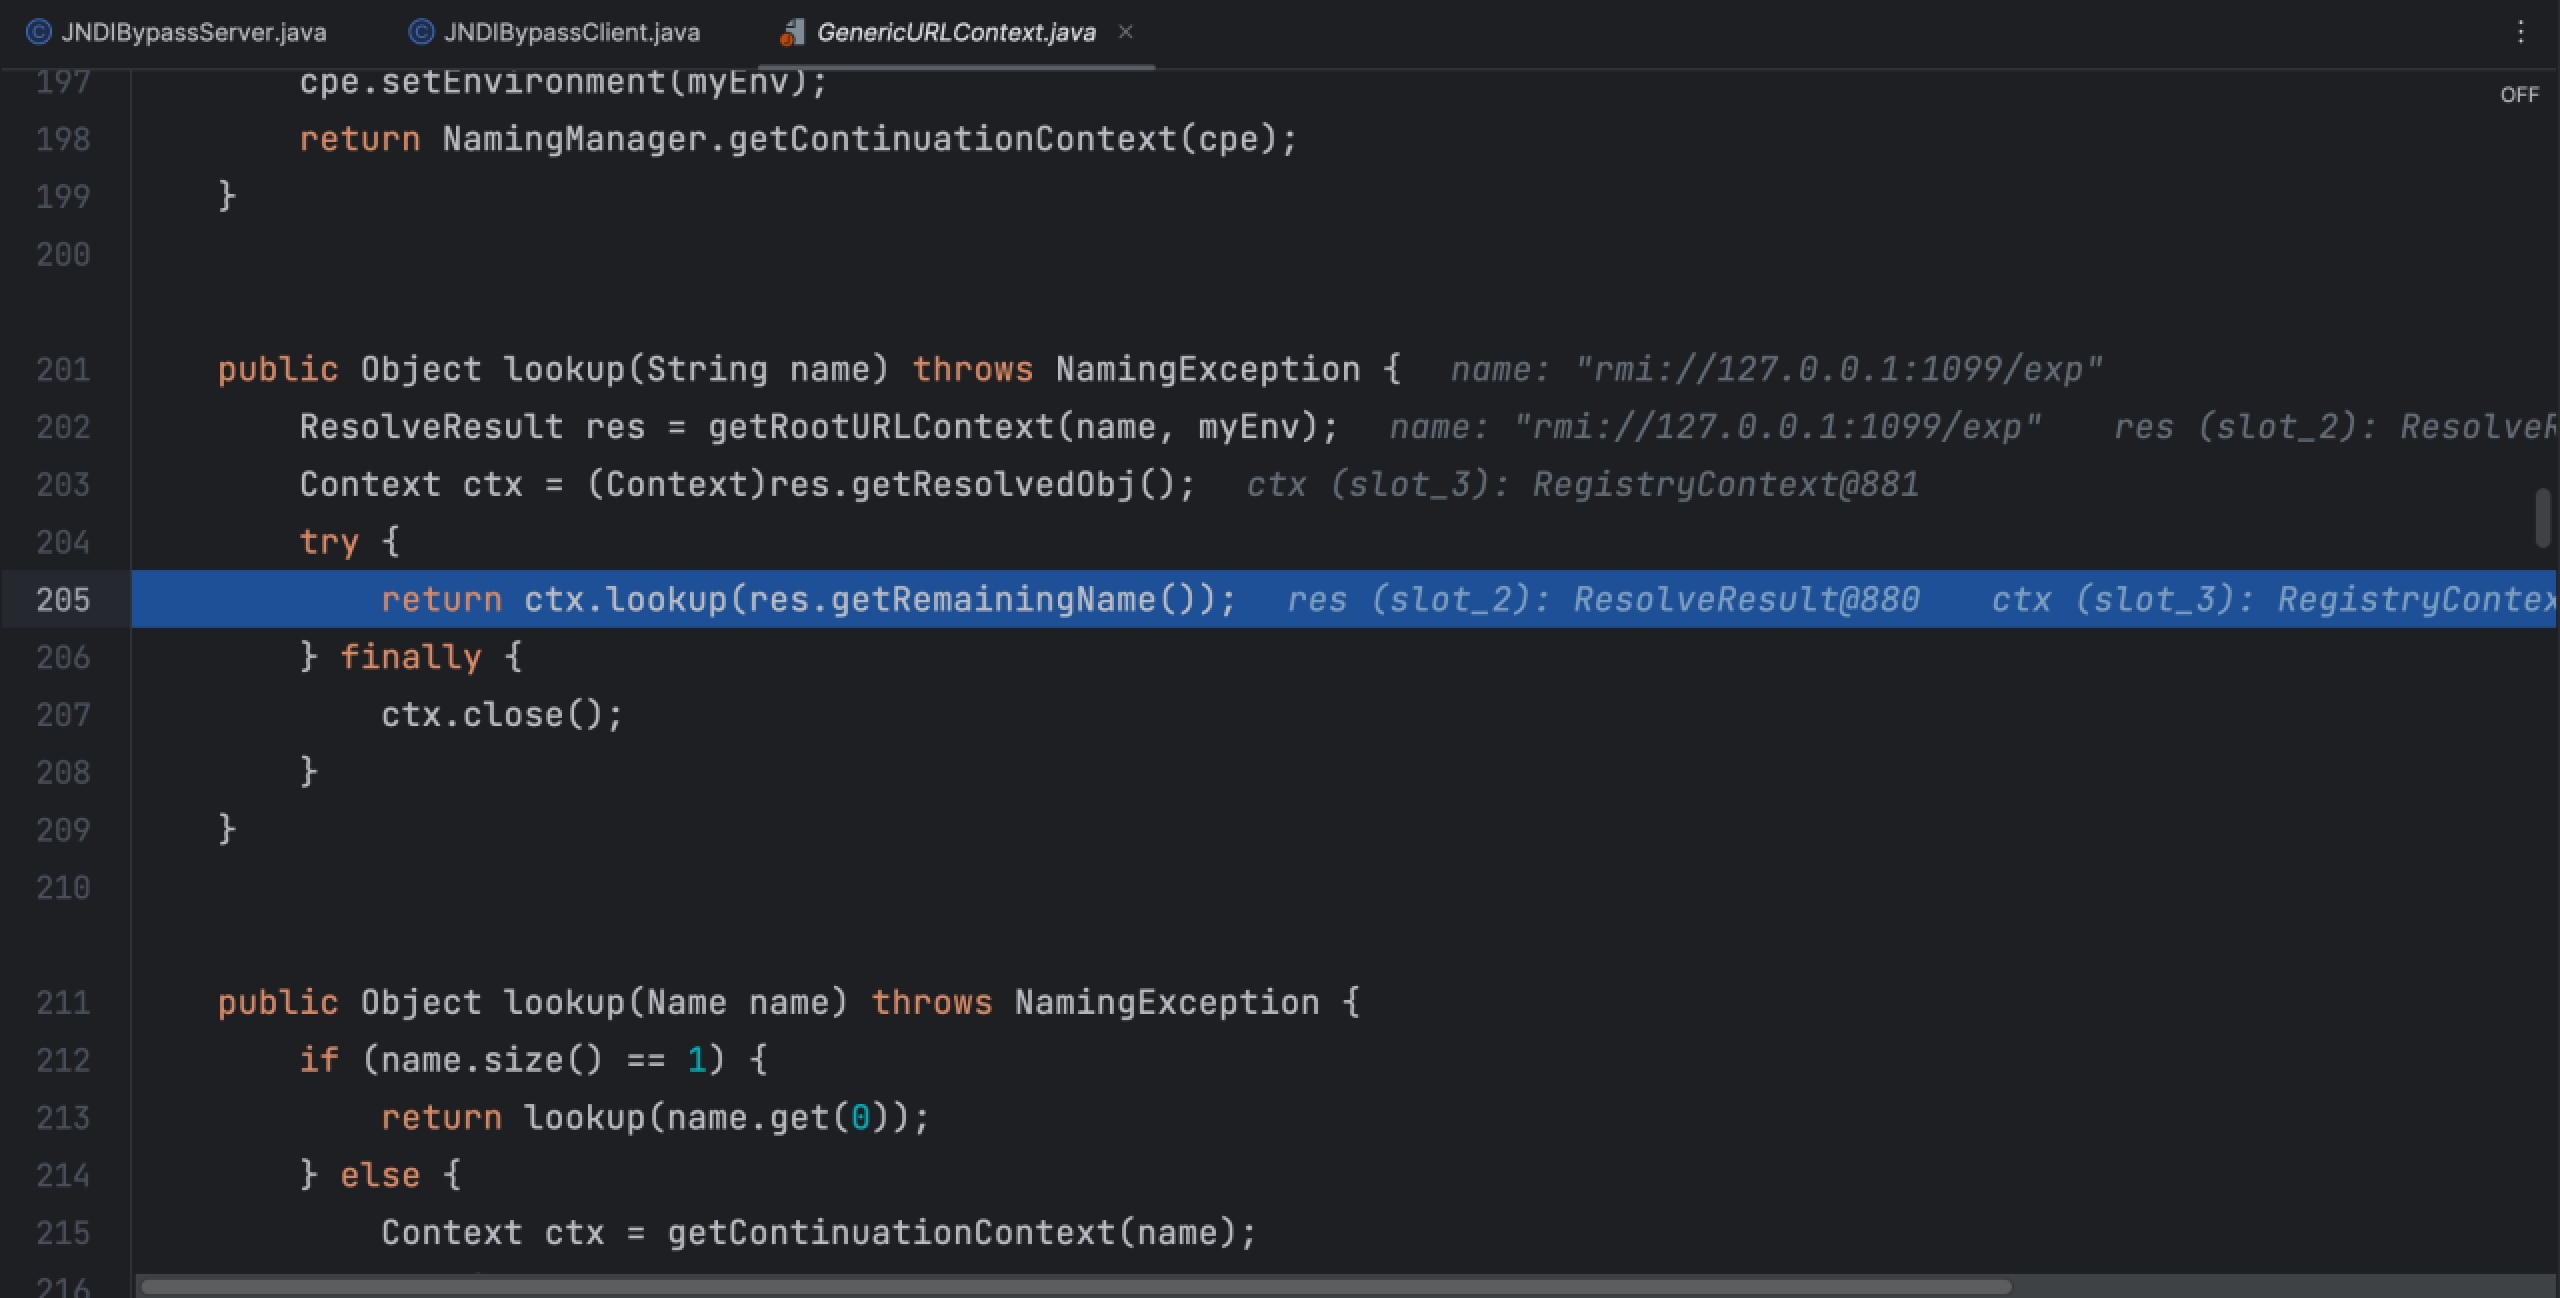 JNDIBypassServer.java JNDIBypassClient.java GenericURLContext.java
OFF
197 cpe.setEnvironment(myEnv);
198 return NamingManager.getContinuationContext(cpe);
199 }
200
201 public Object lookup(String name) throws NamingException { name: "rmi://127.0.0.1:1099/exp"
202 ResolveResult res = getRootURLContext(name, myEnv); name: "rmi://127.0.0.1:1099/exp" res (slot_2): ResolveR
203 Context ctx = (Context)res.getResolvedObj(); ctx (slot_3): RegistryContext@881
204 try {
205 return ctx.lookup(res.getRemainingName()); res (slot_2): ResolveResult@880 ctx (slot_3): RegistryContex
206 } finally {
207 ctx.close();
208 }
209 }
210
211 public Object lookup(Name name) throws NamingException {
212 if (name.size() == 1) {
213 return lookup(name.get(0));
214 } else {
215 Context ctx = getContinuationContext(name);
216